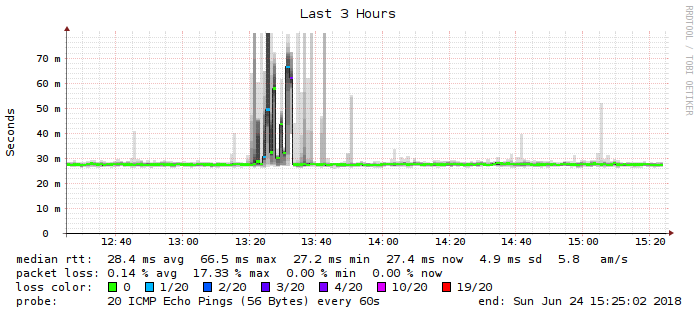 Last 3 Hours
RRDTOOL / TOBI OETIKER
Seconds
70 m
60 m
50 m
40 m
30 m
20 m
10 m
0
12:40 13:00 13:20 13:40 14:00 14:20 14:40 15:00 15:20
median rtt: 28.4 ms avg 66.5 ms max 27.2 ms min 27.4 ms now 4.9 ms sd 5.8 am/s
packet loss: 0.14 % avg 17.33 % max 0.00 % min 0.00 % now
loss color: 0 1/20 2/20 3/20 4/20 10/20 19/20
probe: 20 ICMP Echo Pings (56 Bytes) every 60s end: Sun Jun 24 15:25:02 2018